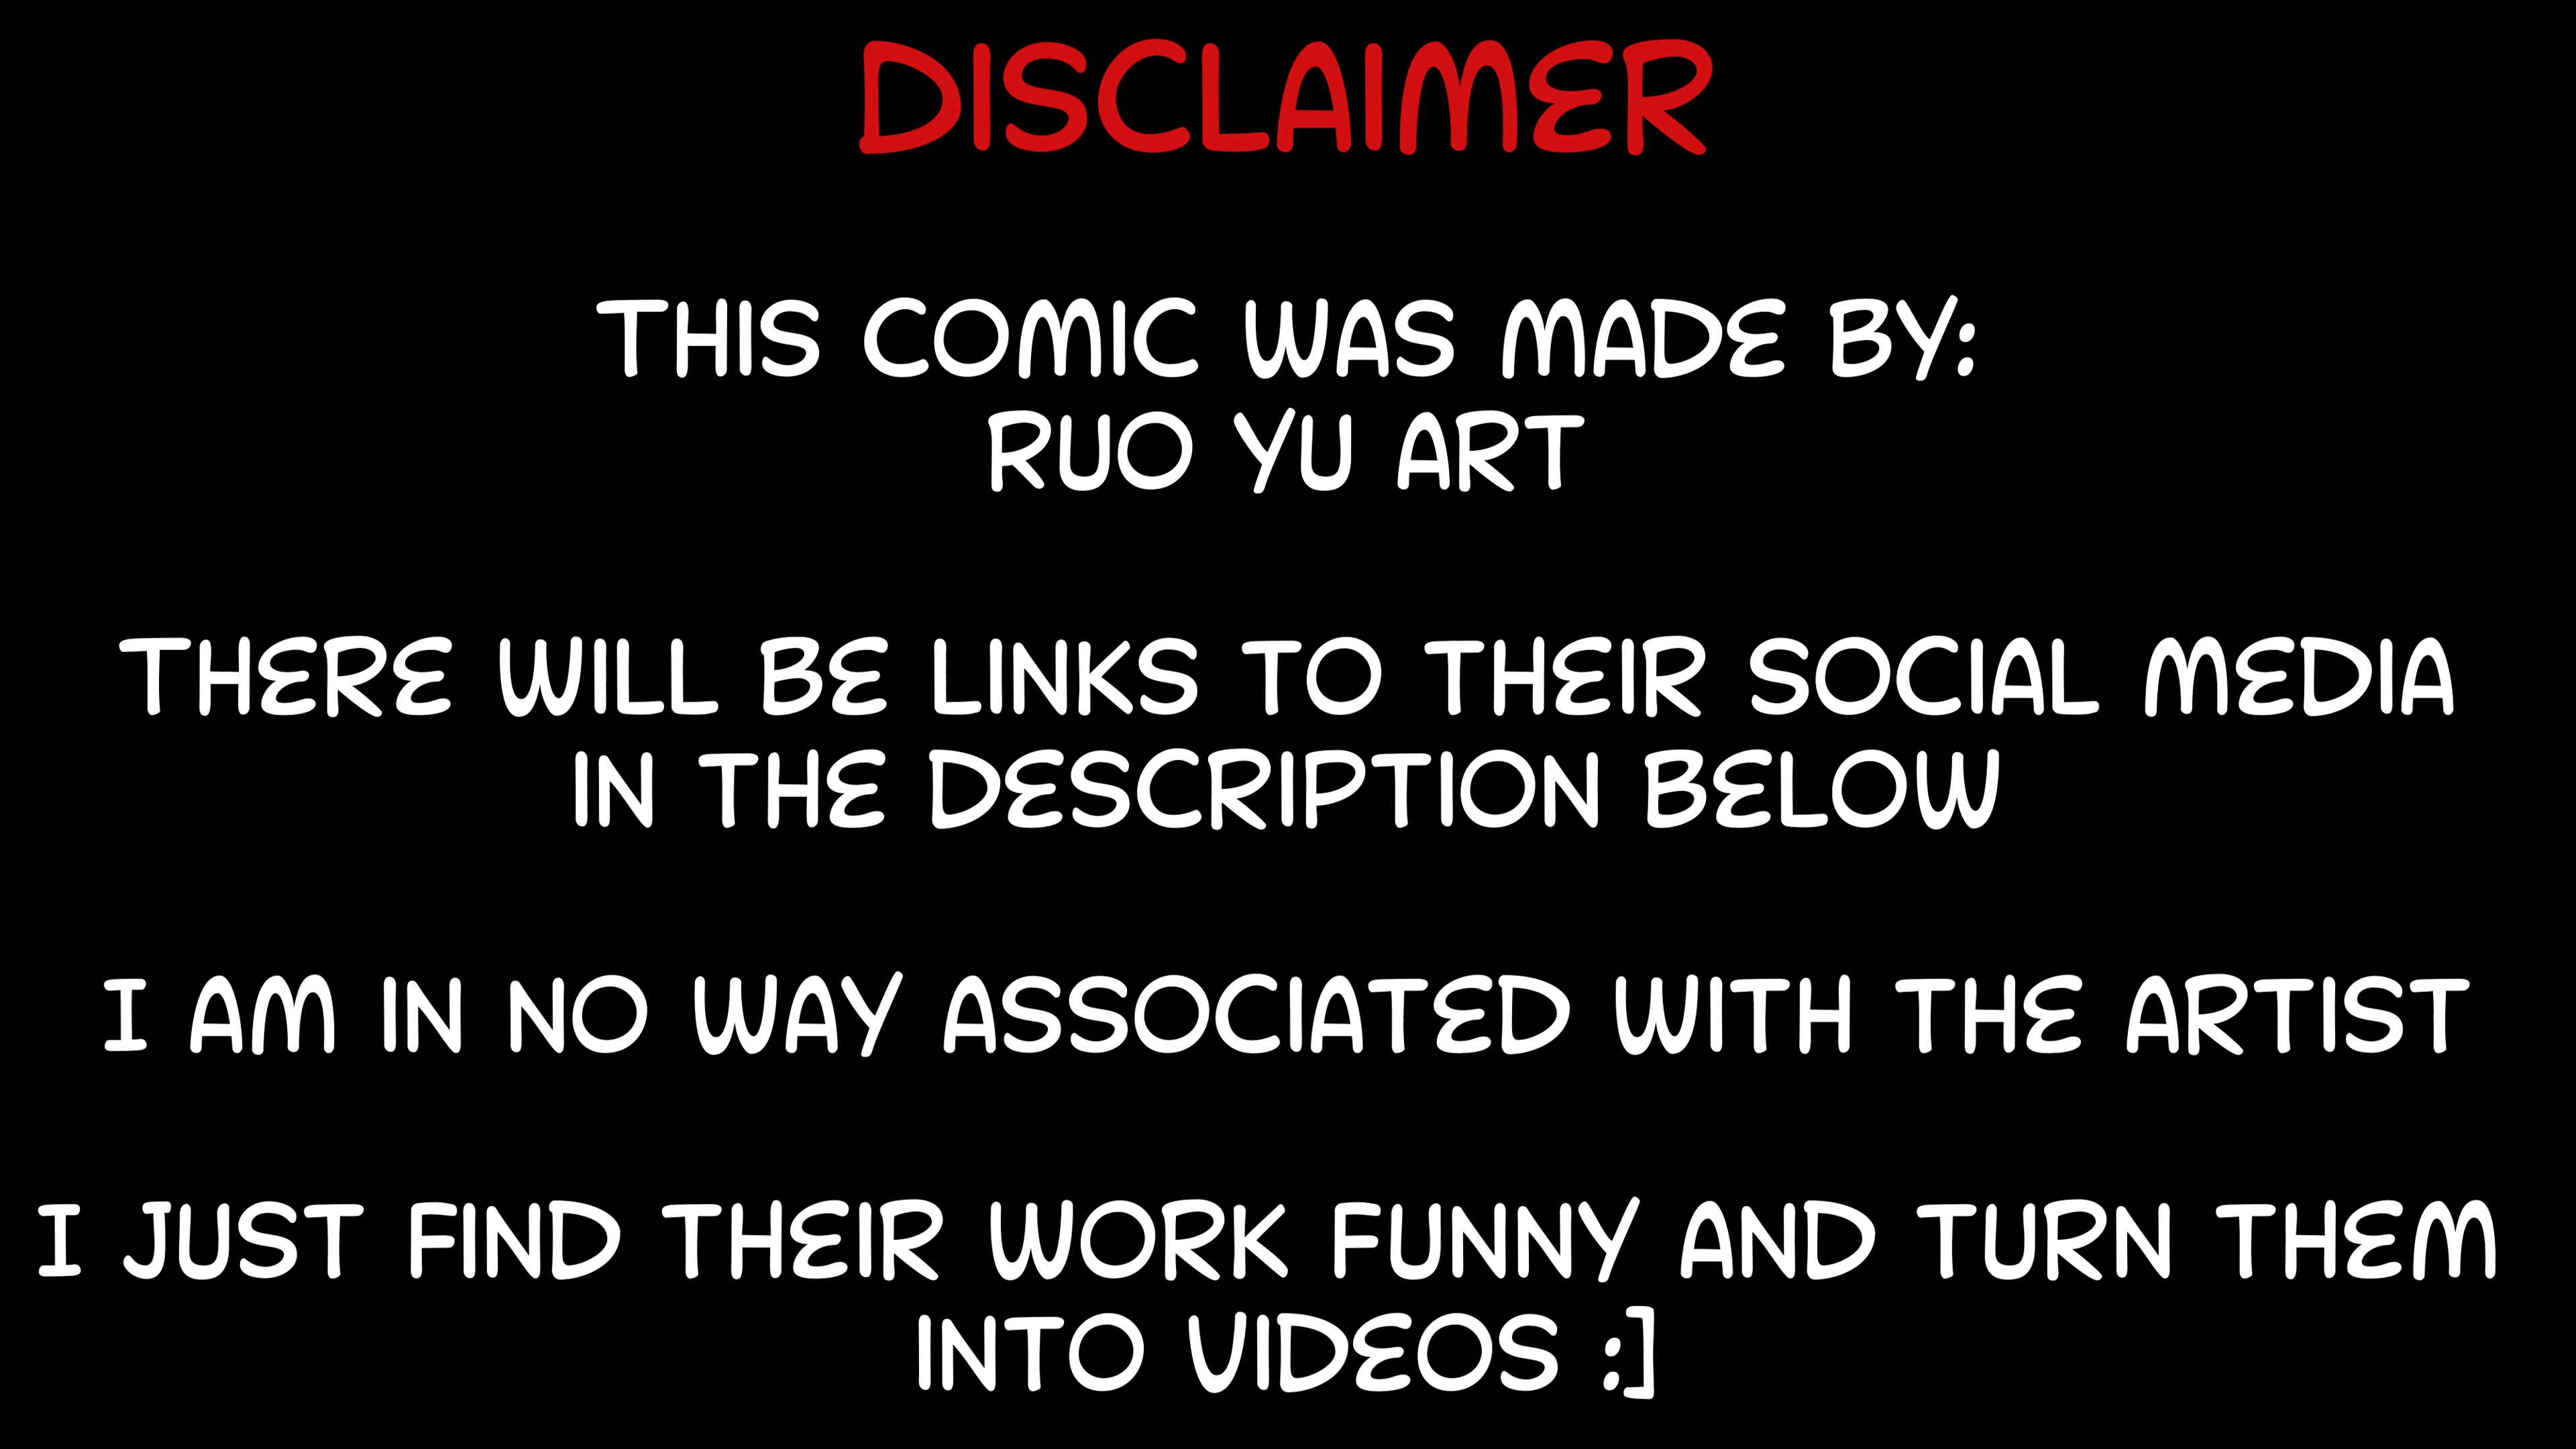 DISCLAIMER
THIS COMIC WAS MADE BY:
RUO YU ART
THERE WILL BE LINKS TO THEIR SOCIAL MEDIA
IN THE DESCRIPTION BELOW
I AM IN NO WAY ASSOCIATED WITH THE ARTIST
I JUST FIND THEIR WORK FUNNY AND TURN THEM
INTO VIDEOS :]